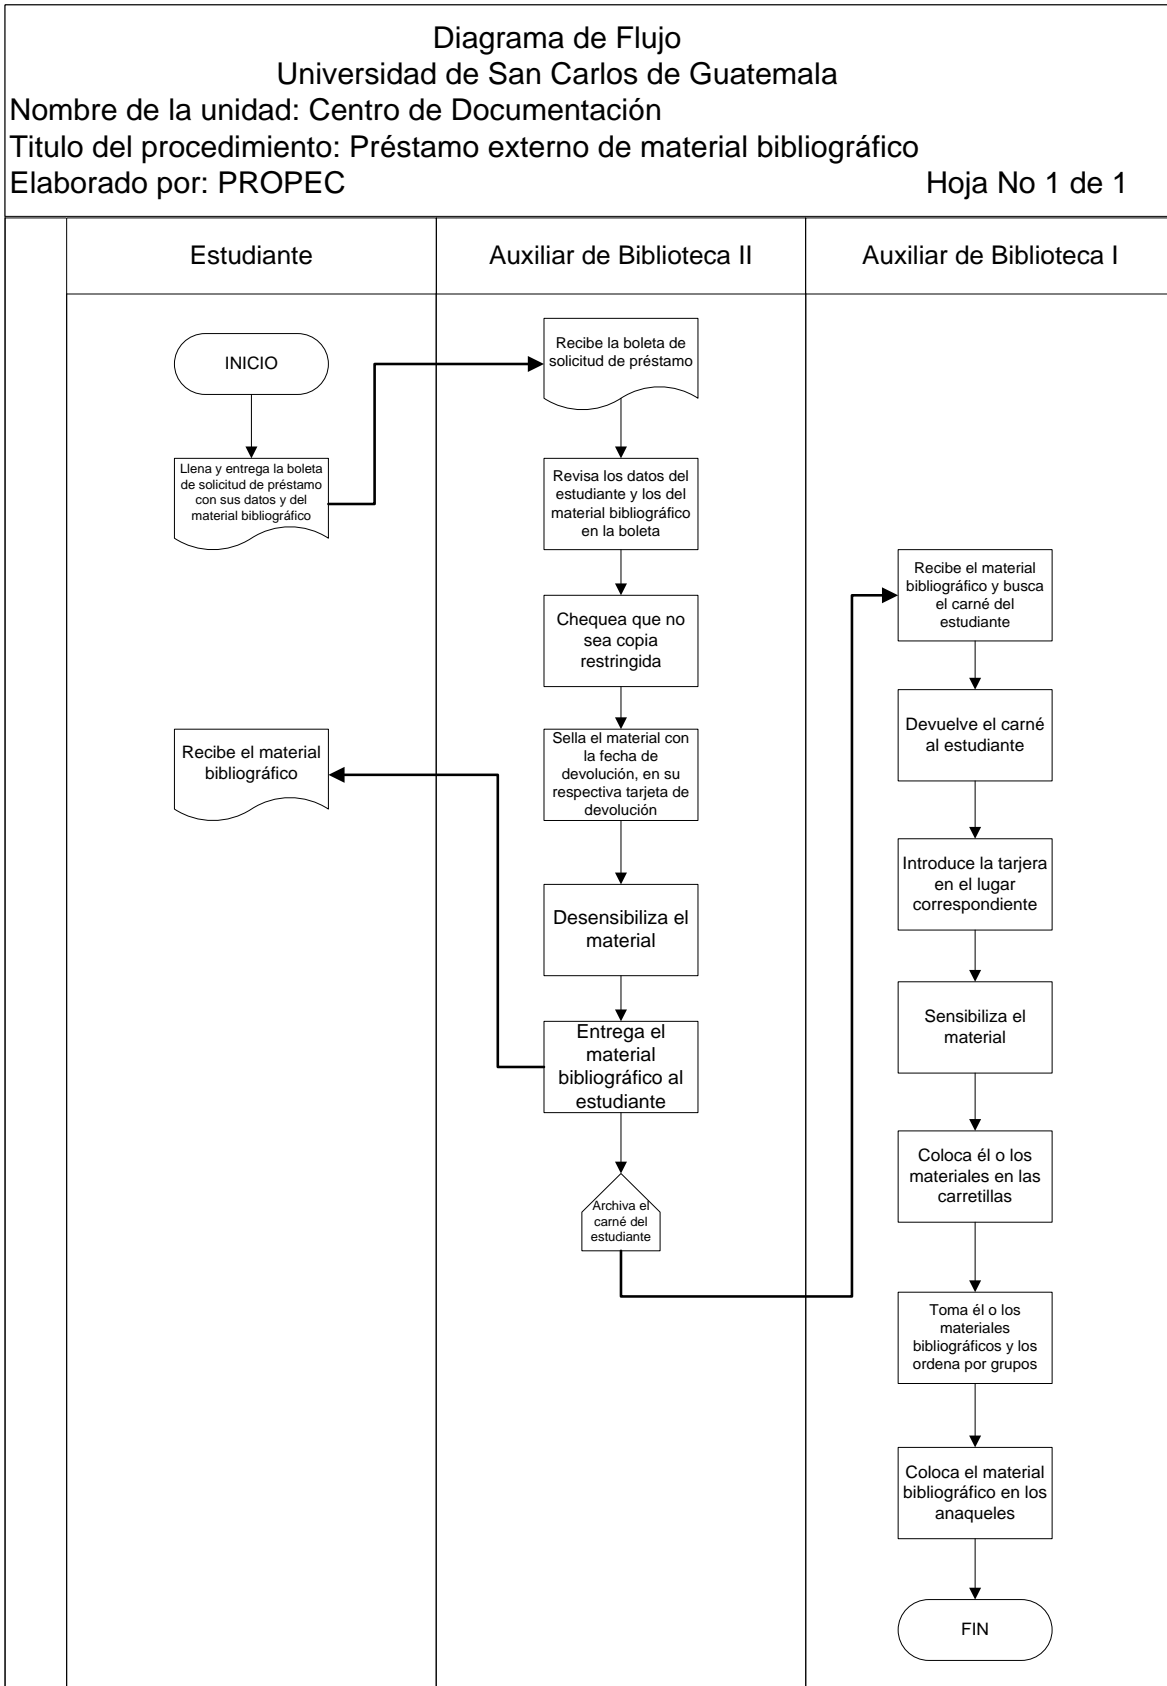 Diagrama de Flujo
Universidad de San Carlos de Guatemala
Nombre de la unidad: Centro de Documentación
Titulo del procedimiento: Préstamo externo de material bibliográfico
Elaborado por: PROPEC
Hoja No 1 de 1
Estudiante
Auxiliar de Biblioteca II
Auxiliar de Biblioteca I
INICIO
Llena y entrega la boleta
de solicitud de préstamo
con sus datos y del
material bibliográfico
Recibe el material
bibliográfico
Recibe la boleta de
solicitud de préstamo
Revisa los datos del
estudiante y los del
material bibliográfico
en la boleta
Chequea que no
sea copia
restringida
Sella el material con
la fecha de
devolución, en su
respectiva tarjeta de
devolución
Desensibiliza el
material
Entrega el
material
bibliográfico al
estudiante
Archiva el
carné del
estudiante
Recibe el material
bibliográfico y busca
el carné del
estudiante
Devuelve el carné
al estudiante
Introduce la tarjera
en el lugar
correspondiente
Sensibiliza el
material
Coloca él o los
materiales en las
carretillas
Toma él o los
materiales
bibliográficos y los
ordena por grupos
Coloca el material
bibliográfico en los
anaqueles
FIN